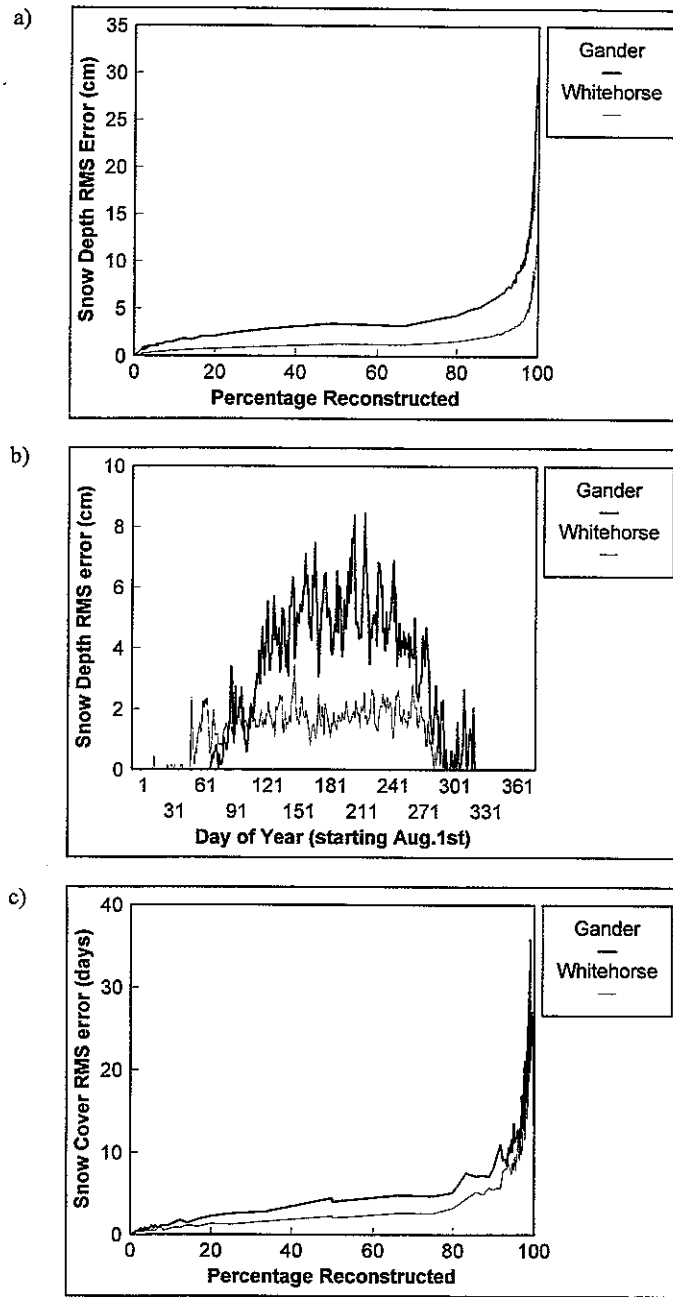 a)
Snow Depth RMS Error (cm)
35
30
25
20
15
10
5
0
0 20 40 60 80 100
Percentage Reconstructed
Gander
Whitehorse
b)
Snow Depth RMS error (cm)
10
8
6
4
2
0
1 61 121 181 241 301 361
31 91 151 211 271 331
Day of Year (starting Aug.1st)
Gander
Whitehorse
c)
Snow Cover RMS error (days)
40
30
20
10
0
0 20 40 60 80 100
Percentage Reconstructed
Gander
Whitehorse